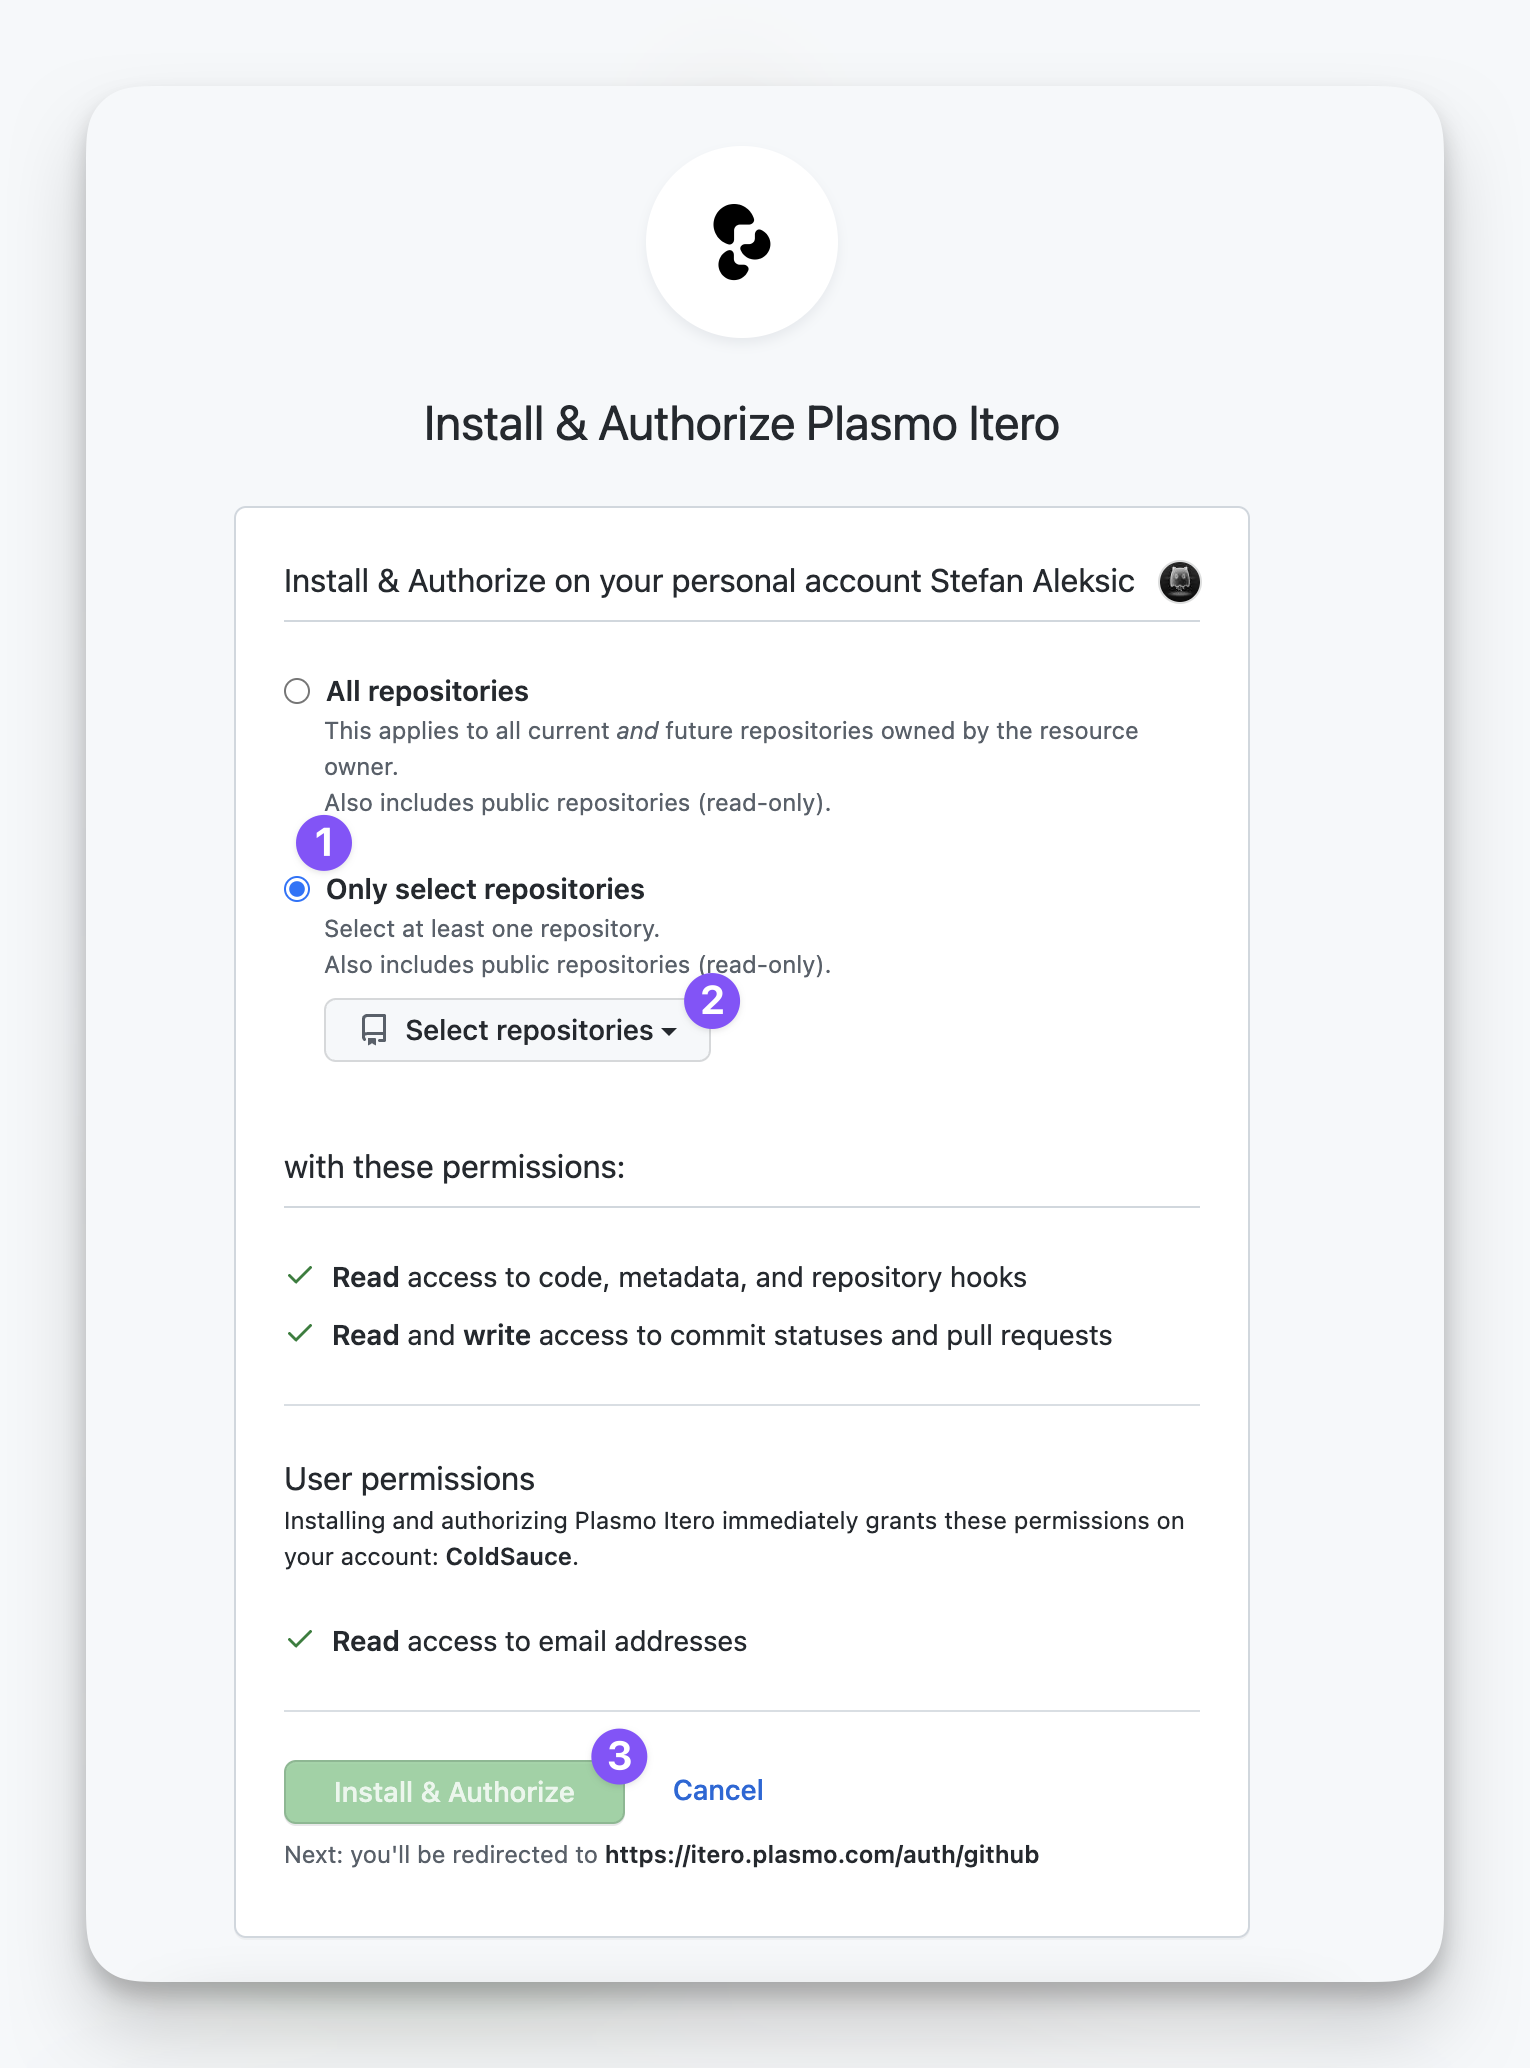 Install & Authorize Plasmo Itero
Install & Authorize on your personal account Stefan Aleksic
All repositories
This applies to all current and future repositories owned by the resource
owner.
Also includes public repositories (read-only).
1
Only select repositories
Select at least one repository.
Also includes public repositories (read-only).
2
Select repositories
with these permissions:
Read access to code, metadata, and repository hooks
Read and write access to commit statuses and pull requests
User permissions
Installing and authorizing Plasmo Itero immediately grants these permissions on
your account: ColdSauce.
Read access to email addresses
3
Install & Authorize Cancel
Next: you'll be redirected to https://itero.plasmo.com/auth/github